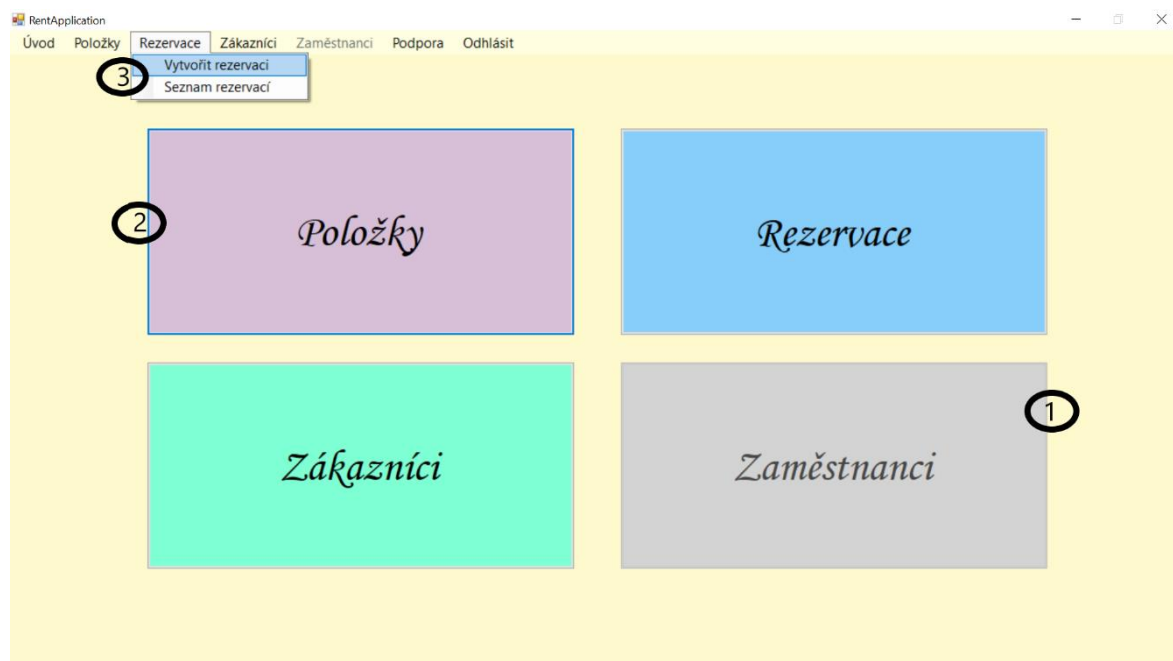 RentApplication
Úvod Položky Rezervace Zákazníci Zaměstnanci Podpora Odhlásit
Vytvořit rezervaci
3
Seznam rezervací
2
Položky
Rezervace
1
Zákazníci
Zaměstnanci